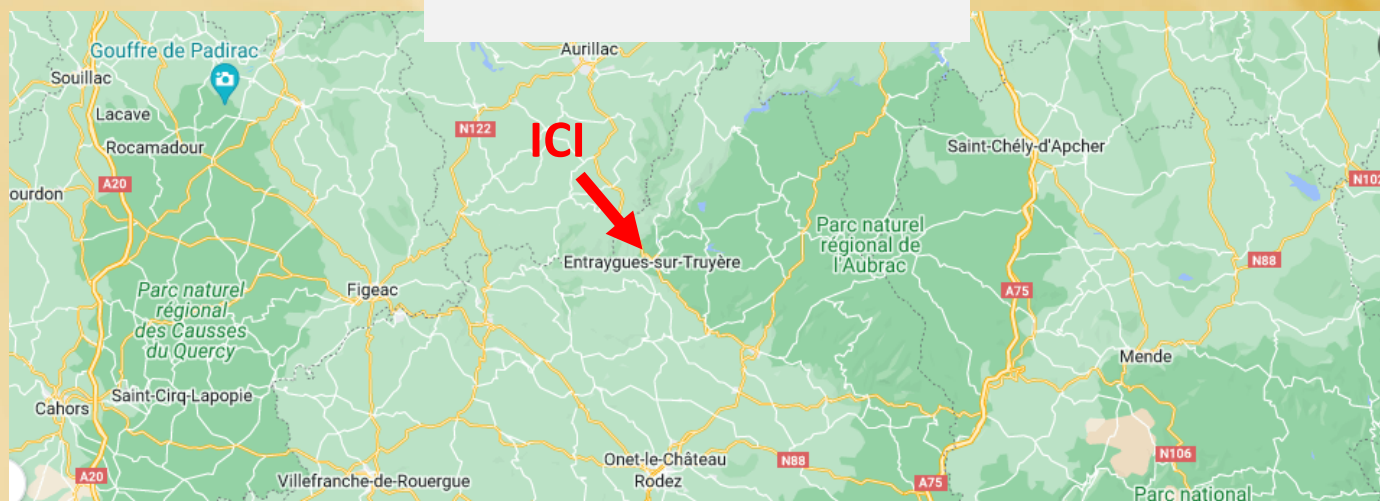 Gouffre de Padirac
Aurillac
Souillac
Lacave
N122
ICI
Rocamadour
Saint-Chély-d'Apcher
A20
ourdon
N102
Parc naturel
régional de
l'Aubrac
Entraygues-sur-Truyère
N88
Parc naturel
régional
des Causses
du Quercy
Figeac
A75
Mende
Saint-Cirq-Lapopie
Cahors
Onet-le-Château
N88
N106
A20
Villefranche-de-Rouergue
Rodez
A75
Parc national